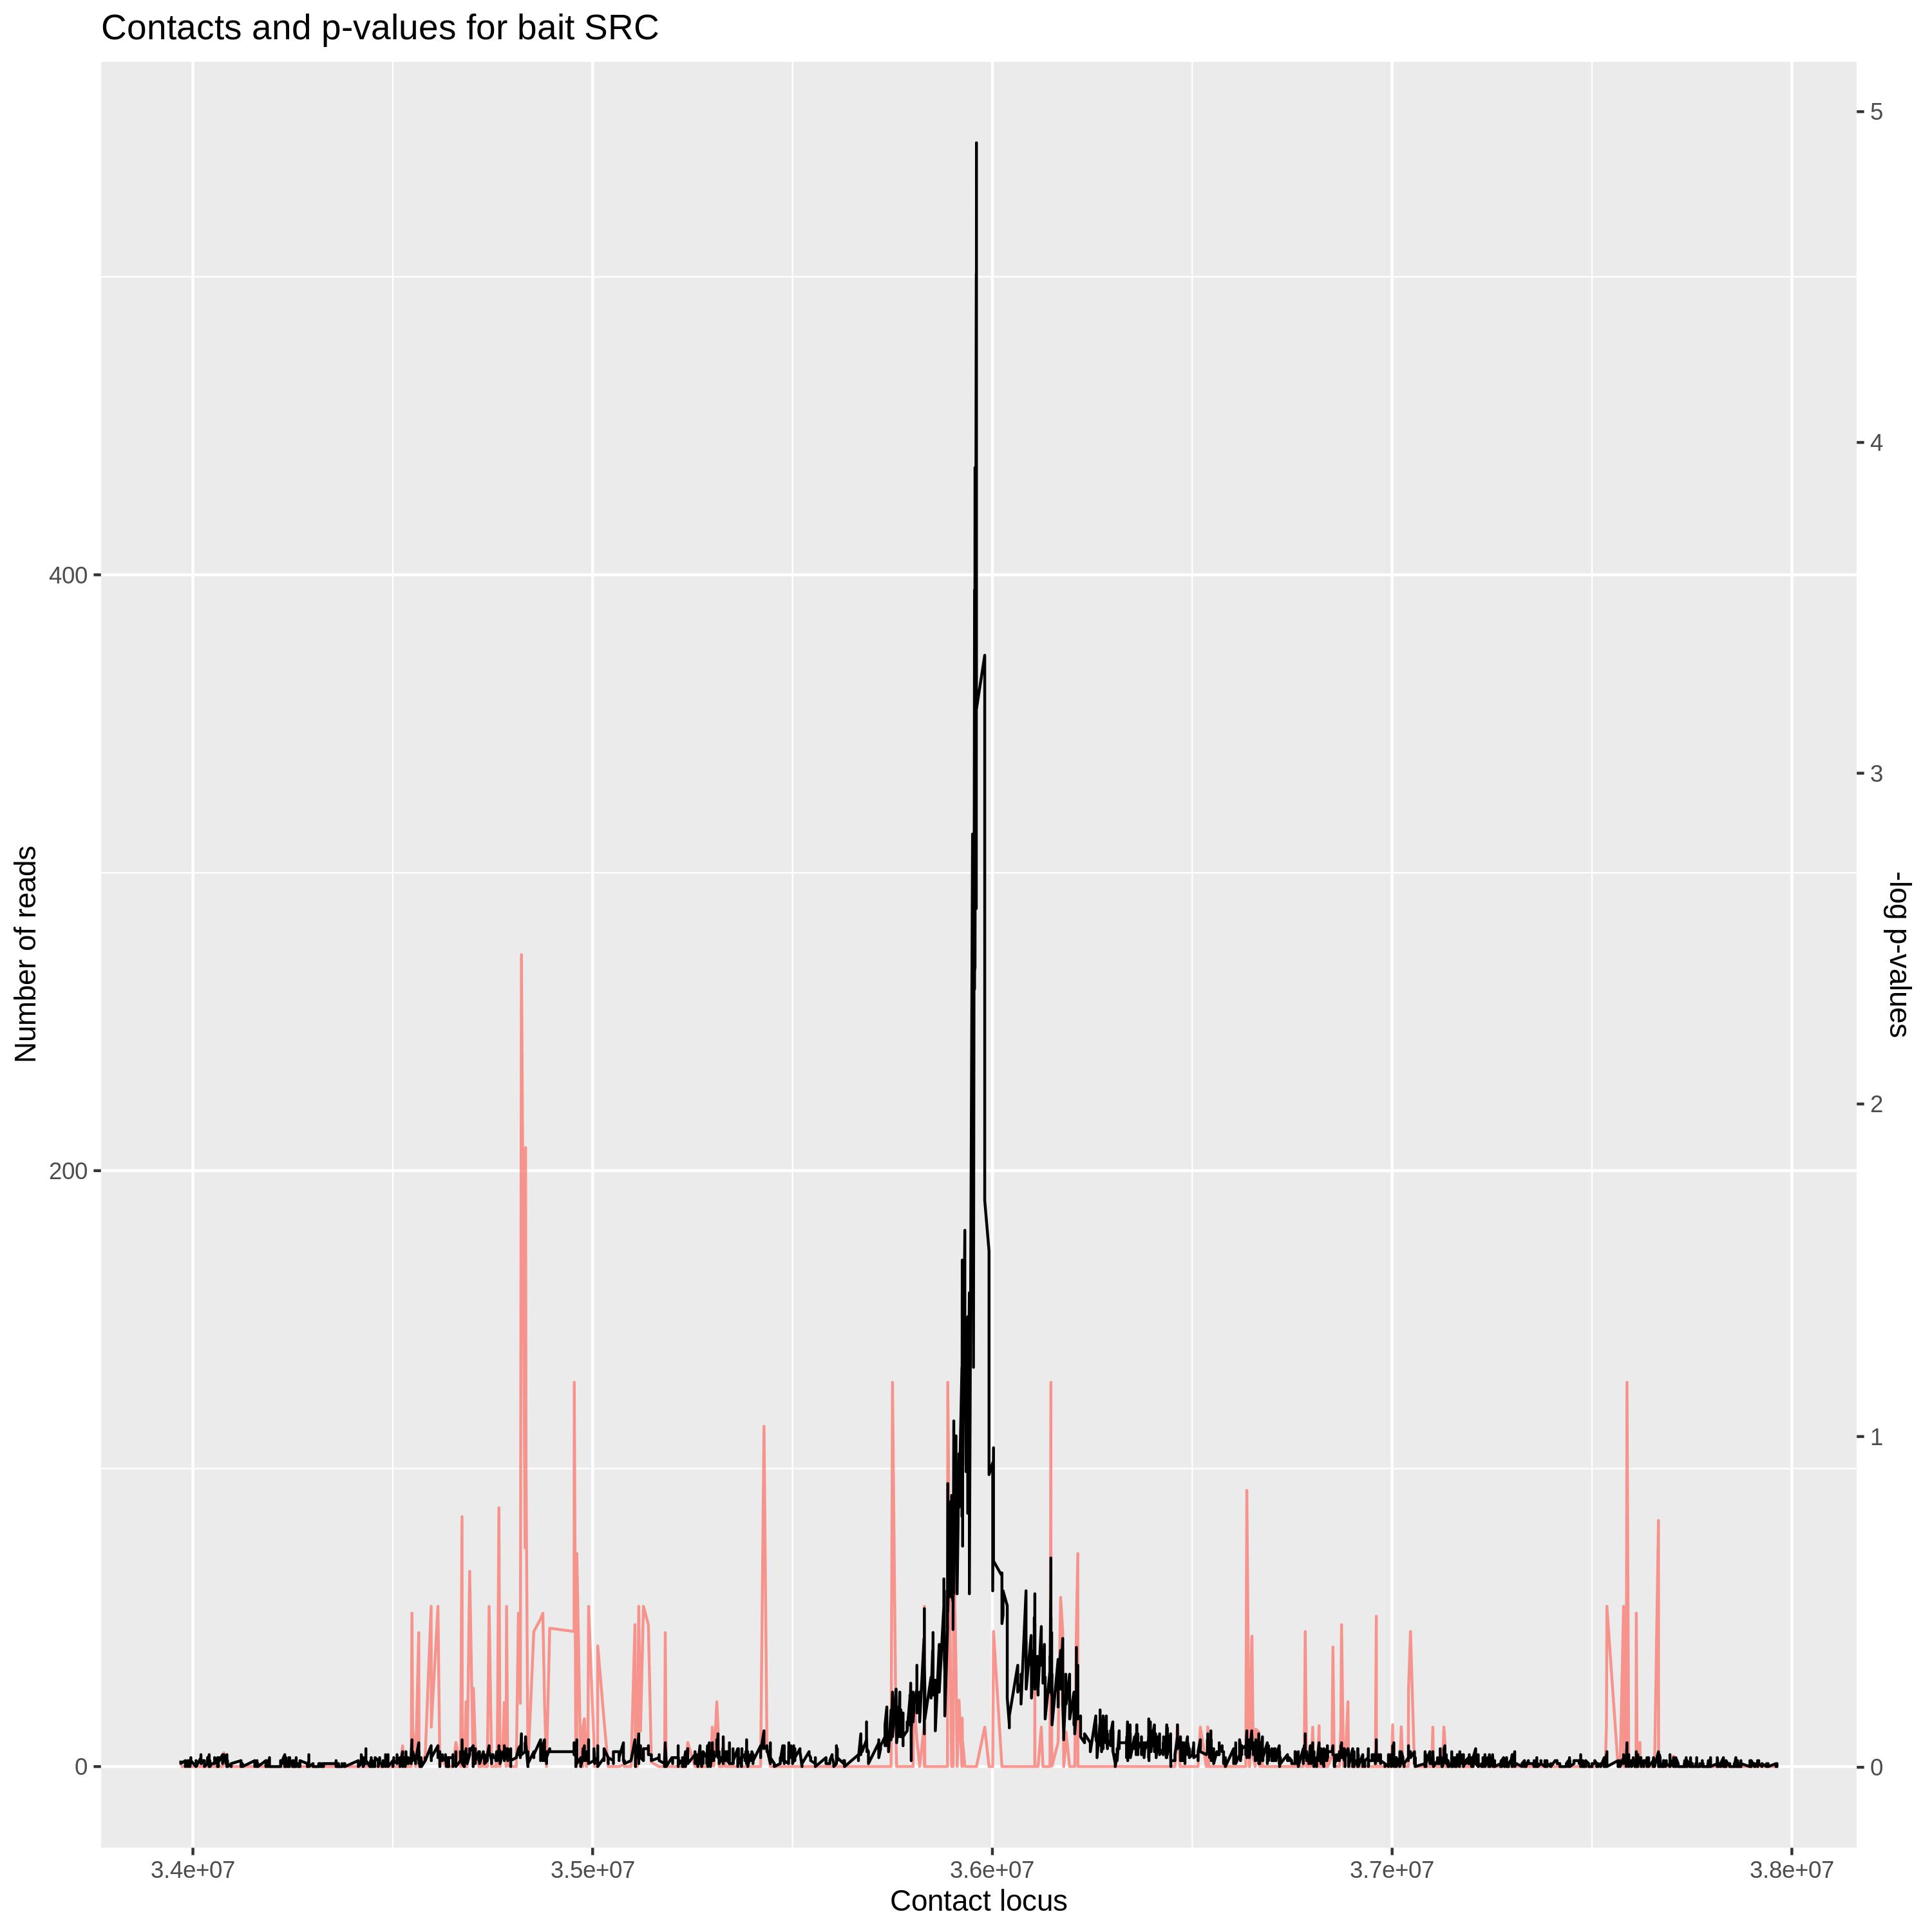 Contacts and p-values for bait SRC
5
4
400
3
Number of reads
-log p-values
2
200
1
0
0
3.4e+07 3.5e+07 3.6e+07 3.7e+07 3.8e+07
Contact locus